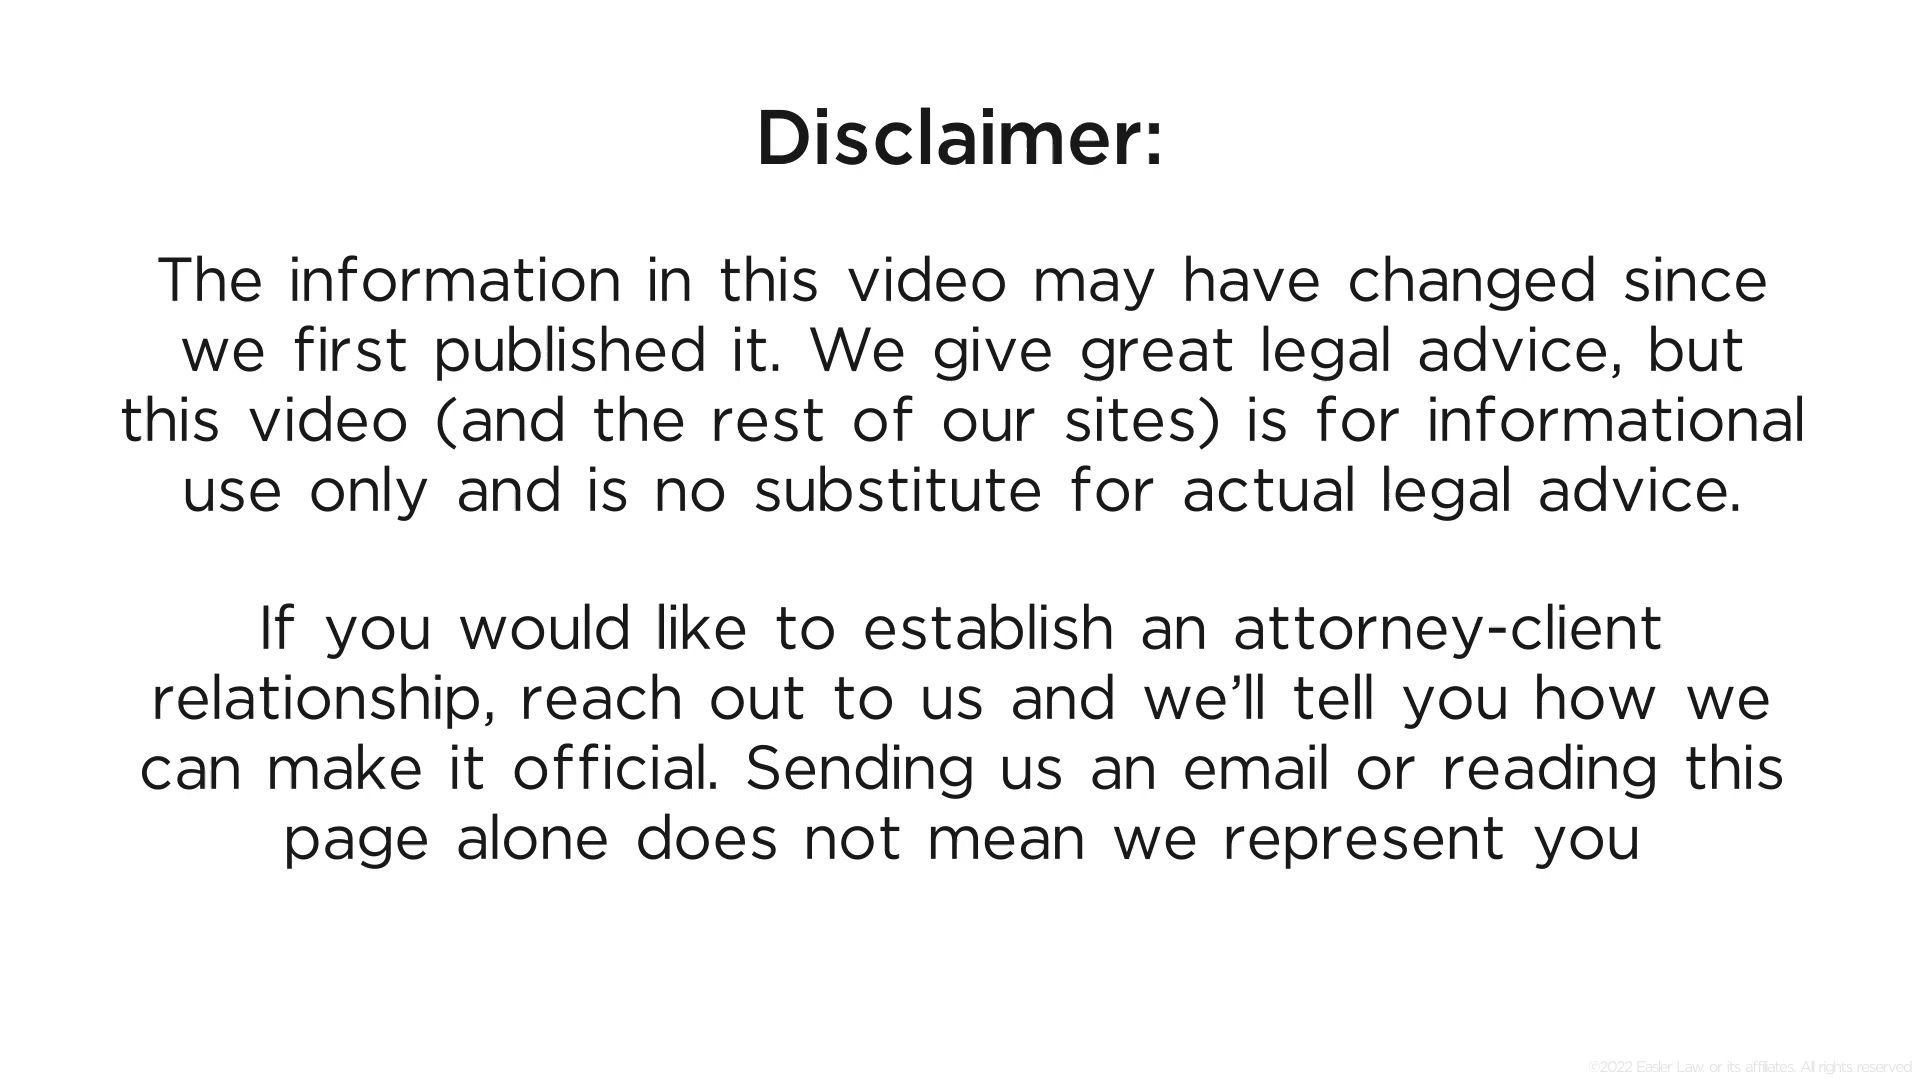 Disclaimer:
The information in this video may have changed since
we first published it. We give great legal advice, but
this video (and the rest of our sites) is for informational
use only and is no substitute for actual legal advice.
If you would like to establish an attorney-client
relationship, reach out to us and we’ll tell you how we
can make it official. Sending us an email or reading this
page alone does not mean we represent you
©2022 Easler Law. or its affiliates. All rights reserved